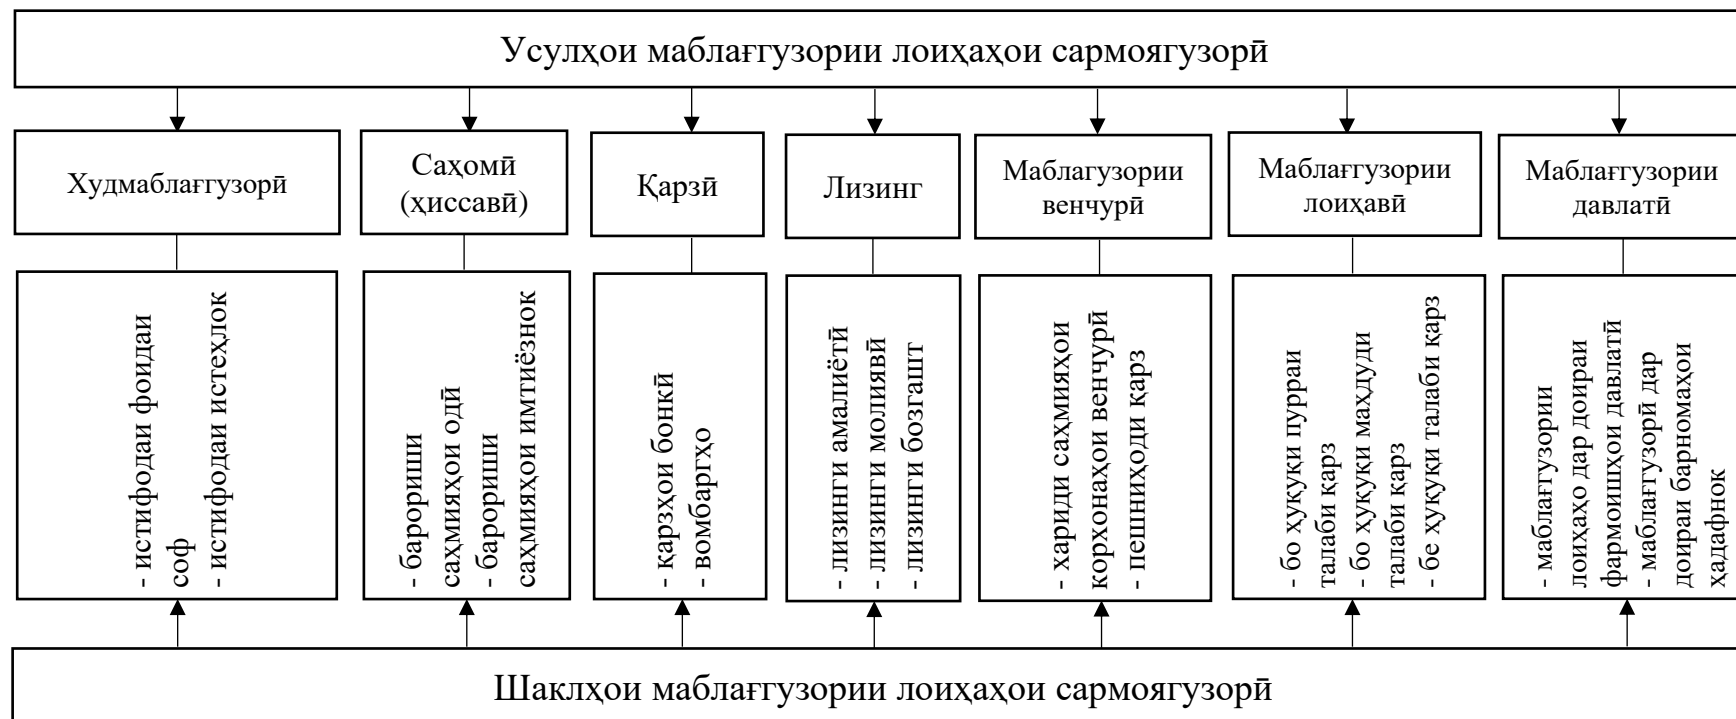 Усулҳои маблағгузории лоиҳаҳои сармоягузорӣ
Худмаблағгузорӣ
Саҳомӣ
(ҳиссавӣ)
Қарзӣ
Лизинг
Маблагузории
венчурӣ
Маблағгузории
лоиҳавӣ
Маблағгузории
давлатӣ
- истифодаи фоидаи
соф
- истифодаи истеҳлок
- барориши
саҳмияҳои одӣ
- барориши
саҳмияҳои имтиёзнок
- қарзҳои бонкӣ
- вомбаргҳо
- лизинги амалиётӣ
- лизинги молиявӣ
- лизинги бозгашт
- хариди саҳмияҳои
корхонаҳои венчурӣ
- пешниҳоди қарз
- бо ҳуқуқи пурраи
талаби қарз
- бо ҳуқуқи маҳдуди
талаби қарз
- бе ҳуқуқи талаби қарз
- маблағгузории
лоиҳаҳо дар доираи
фармоишҳои давлатӣ
- маблағгузорӣ дар
доираи барномаҳои
ҳадафнок
Шаклҳои маблағгузории лоиҳаҳои сармоягузорӣ